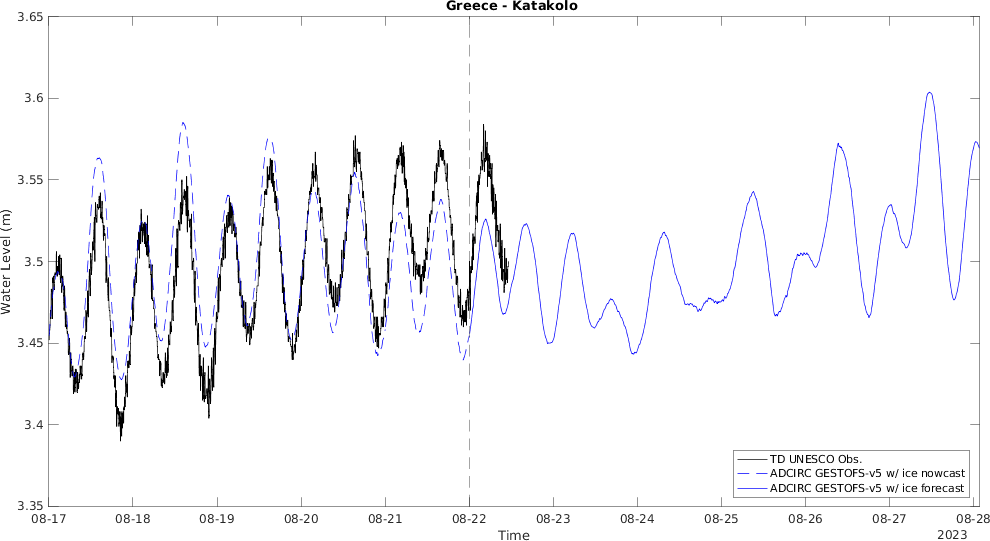 Greece - Katakolo
3.65
3.6
3.55
3.5
3.45
3.4
3.35
Water Level (m)
08-17 08-18 08-19 08-20 08-21 08-22 08-23 08-24 08-25 08-26 08-27 08-28
Time
2023
TD UNESCO Obs.
ADCIRC GESTOFS-v5 w/ ice nowcast
ADCIRC GESTOFS-v5 w/ ice forecast